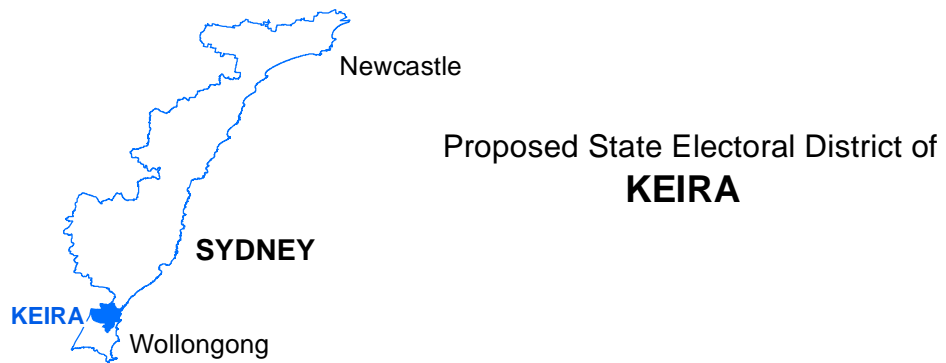 Newcastle
Proposed State Electoral District of
KEIRA
SYDNEY
KEIRA
Wollongong